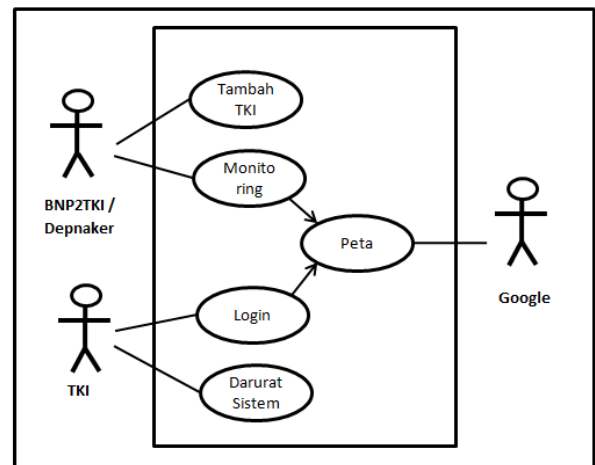 Tambah
TKI
Monito
ring
BNP2TKI /
Depnaker
Peta
Google
Login
TKI
Darurat
Sistem